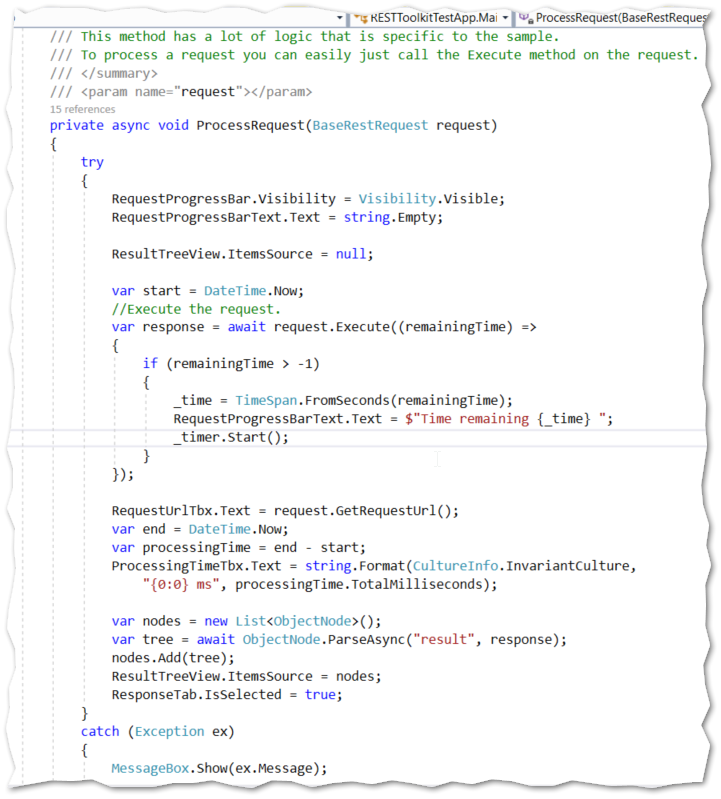 RESTToolkitTestApp.Mai
ProcessRequest(BaseRestRequest
/// This method has a lot of logic that is specific to the sample.
/// To process a request you can easily just call the Execute method on the request.
/// </summary>
/// <param name="request"></param>
15 references
private async void ProcessRequest(BaseRestRequest request)
{
try
{
RequestProgressBar.Visibility = Visibility.Visible;
RequestProgressBarText.Text = string.Empty;
ResultTreeView.ItemsSource = null;
var start = DateTime.Now;
//Execute the request.
var response = await request.Execute((remainingTime) =>
{
if (remainingTime > -1)
{
_time = TimeSpan.FromSeconds(remainingTime);
RequestProgressBarText.Text = $"Time remaining {_time} ";
_timer.Start();
}
});
RequestUrlTbx.Text = request.GetRequestUrl();
var end = DateTime.Now;
var processingTime = end - start;
ProcessingTimeTbx.Text = string.Format(CultureInfo.InvariantCulture,
"{0:0} ms", processingTime.TotalMilliseconds);
var nodes = new List<ObjectNode>();
var tree = await ObjectNode.ParseAsync("result", response);
nodes.Add(tree);
ResultTreeView.ItemsSource = nodes;
ResponseTab.IsSelected = true;
}
catch (Exception ex)
{
MessageBox.Show(ex.Message);